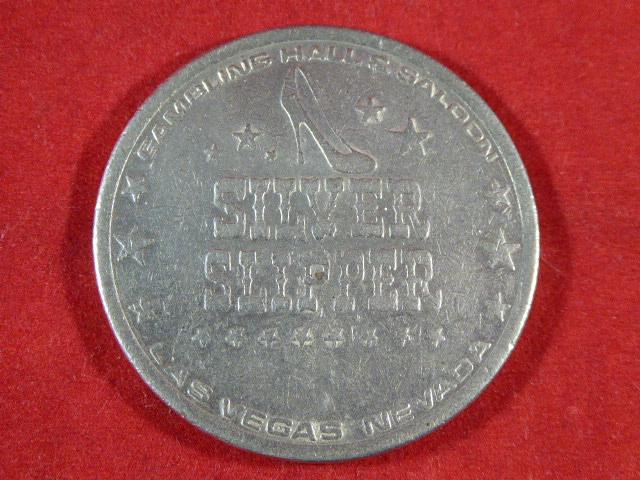 GAMBLING HALL & SALOON
SILVER
SLIPPER
LAS VEGAS NEVADA